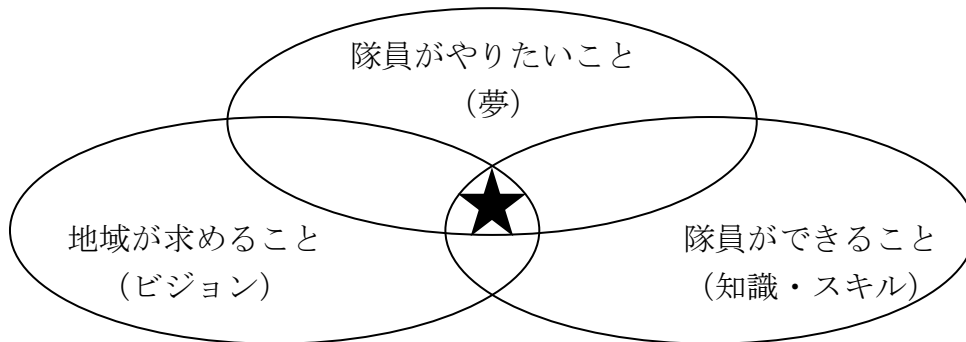 隊員がやりたいこと
（夢）
地域が求めること
（ビジョン）
隊員ができること
（知識・スキル）